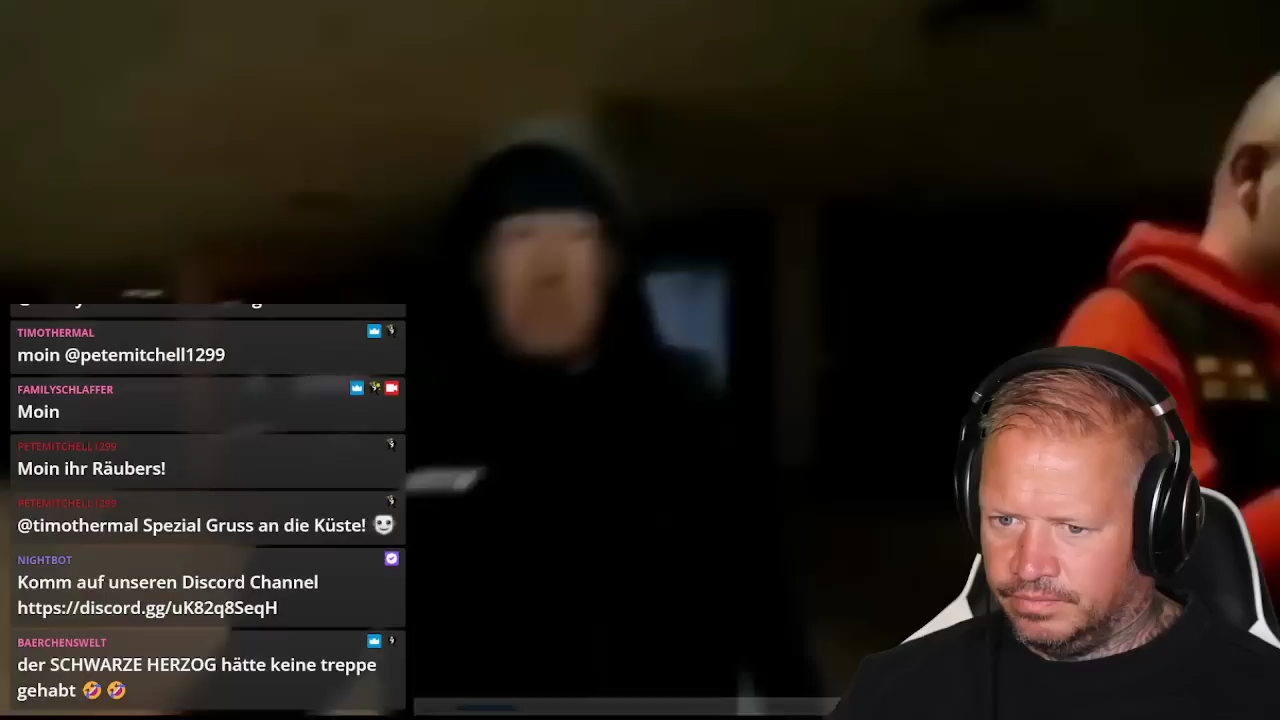 TIMOTHERMAL
moin @petemitchell1299
FAMILYSCHLAFFER
Moin
PETEMITCHELL1299
Moin ihr Räubers!
PETEMITCHELL1299
@timothermal Spezial Gruss an die Küste!
NIGHTBOT
Komm auf unseren Discord Channel
https://discord.gg/uK82q8SeqH
BAERCHENSWELT
der SCHWARZE HERZOG hätte keine treppe
gehabt 🤣 🤣